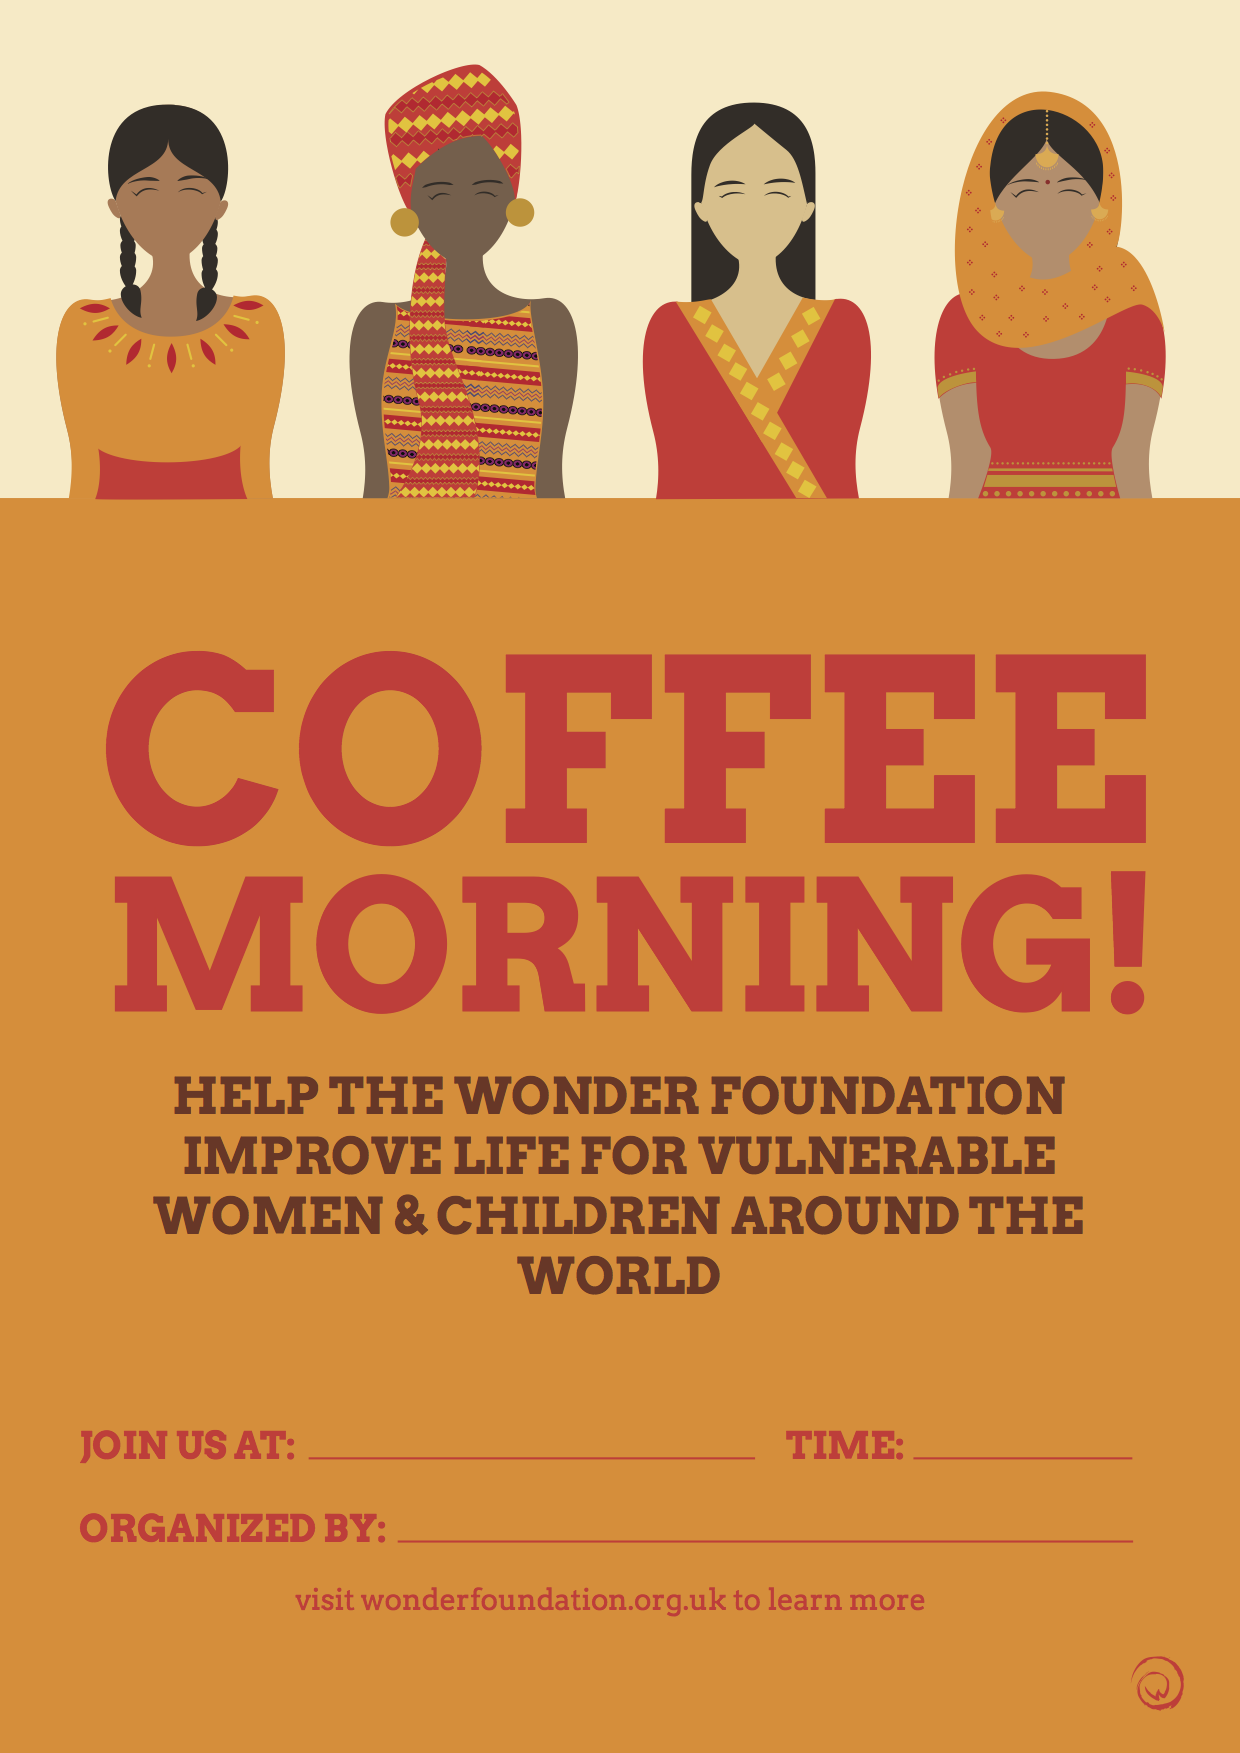 COFFEE
MORNING!
HELP THE WONDER FOUNDATION
IMPROVE LIFE FOR VULNERABLE
WOMEN & CHILDREN AROUND THE
WORLD
JOIN US AT: TIME:
ORGANIZED BY:
visit wonderfoundation.org.uk to learn more
W